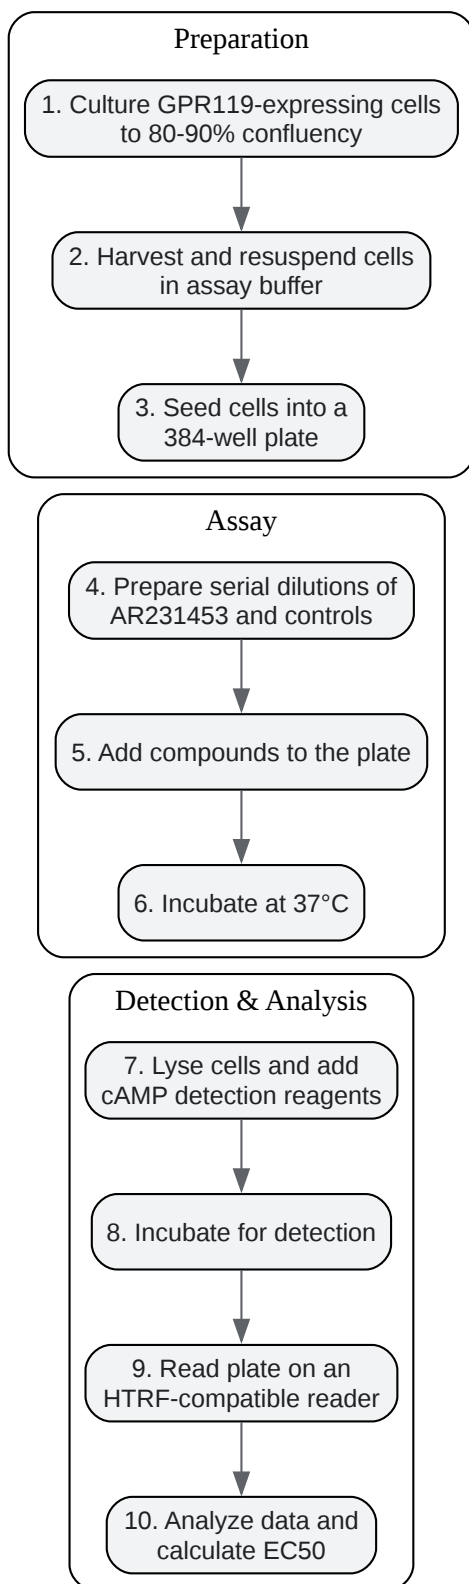 Preparation
1. Culture GPR119-expressing cells
to 80-90% confluency
2. Harvest and resuspend cells
in assay buffer
3. Seed cells into a
384-well plate
Assay
4. Prepare serial dilutions of
AR231453 and controls
5. Add compounds to the plate
6. Incubate at 37°C
Detection & Analysis
7. Lyse cells and add
cAMP detection reagents
8. Incubate for detection
9. Read plate on an
HTRF-compatible reader
10. Analyze data and
calculate EC50